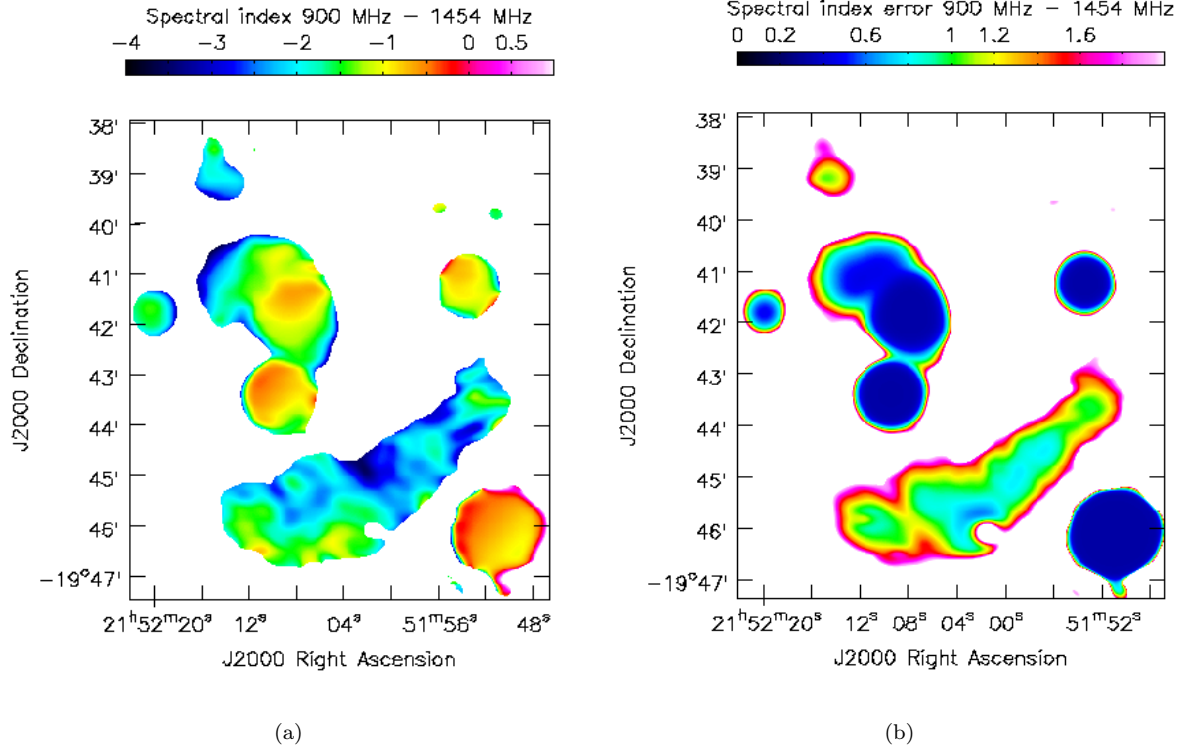 Spectral index 900 MHz − 1454 MHz
−4 −3 −2 −1 0 0.5
38'
39'
40'
41'
42'
43'
44'
45'
46'
−19°47'
J2000 Declination
21ʰ52ᵐ20ˢ 12ˢ 04ˢ 51ᵐ56ˢ 48ˢ
J2000 Right Ascension
(a)
Spectral index error 900 MHz − 1454 MHz
0 0.2 0.6 1 1.2 1.6
38'
39'
40'
41'
42'
43'
44'
45'
46'
−19°47'
J2000 Declination
21ʰ52ᵐ20ˢ 12ˢ 08ˢ 04ˢ 00ˢ 51ᵐ52ˢ
J2000 Right Ascension
(b)